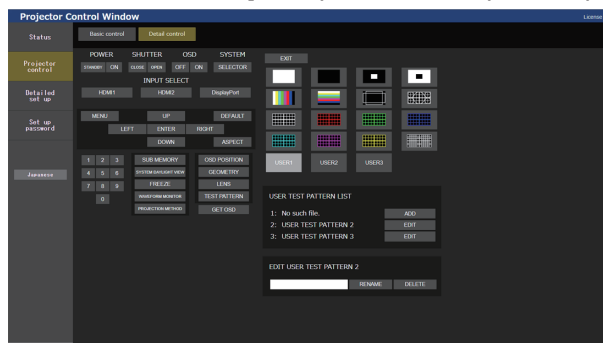 Projector Control Window
License
Status
Projector control
Detailed set up
Set up password
Japanese
Basic control
Detail control
POWER SHUTTER OSD SYSTEM
STANDBY ON CLOSE OPEN OFF ON SELECTOR
INPUT SELECT
HDMI1 HDMI2 DisplayPort
MENU UP DEFAULT
LEFT ENTER RIGHT
DOWN ASPECT
1 2 3 SUB MEMORY OSD POSITION
4 5 6 SYSTEM DAYLIGHT VIEW GEOMETRY
7 8 9 FREEZE LENS
0 WAVEFORM MONITOR TEST PATTERN
PROJECTION METHOD GET OSD
EXIT
USER1 USER2 USER3
USER TEST PATTERN LIST
1: No such file. ADD
2: USER TEST PATTERN 2 EDIT
3: USER TEST PATTERN 3 EDIT
EDIT USER TEST PATTERN 2
RENAME DELETE